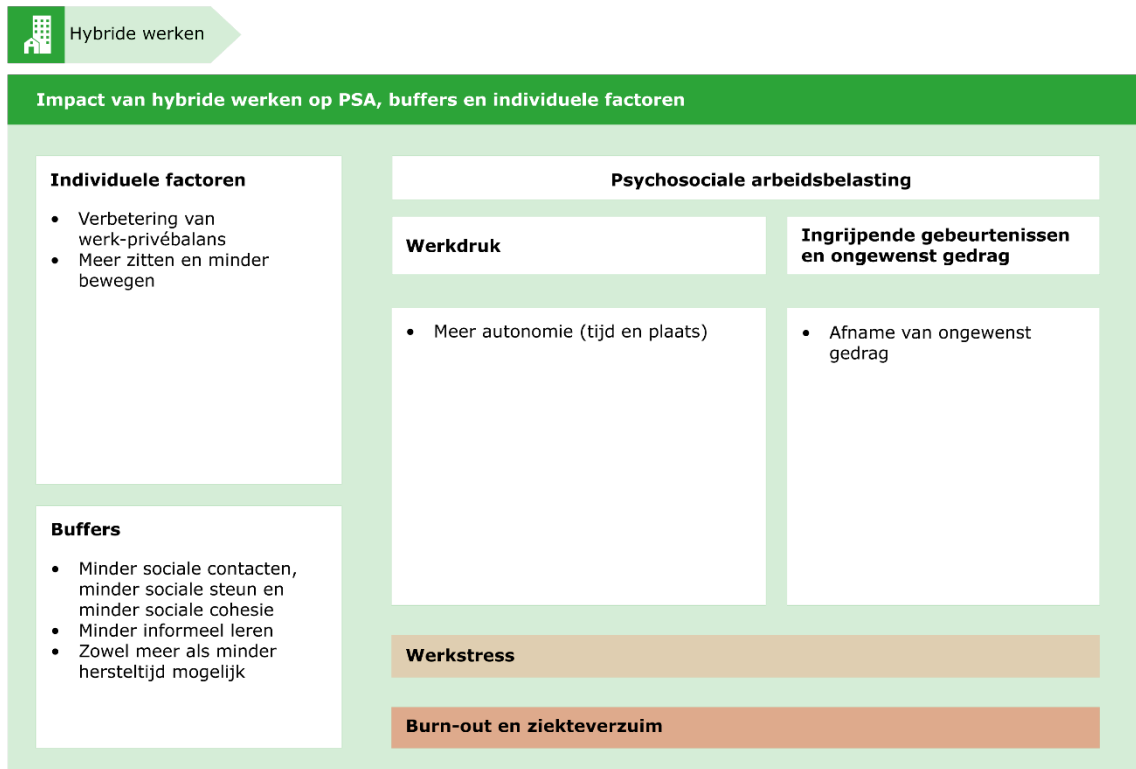 Hybride werken
Impact van hybride werken op PSA, buffers en individuele factoren
Individuele factoren
• Verbetering van
werk-privébalans
• Meer zitten en minder
bewegen
Buffers
• Minder sociale contacten,
minder sociale steun en
minder sociale cohesie
• Minder informeel leren
• Zowel meer als minder
hersteltijd mogelijk
Psychosociale arbeidsbelasting
Werkdruk
• Meer autonomie (tijd en plaats)
Ingrijpende gebeurtenissen
en ongewenst gedrag
• Afname van ongewenst
gedrag
Werkstress
Burn-out en ziekteverzuim